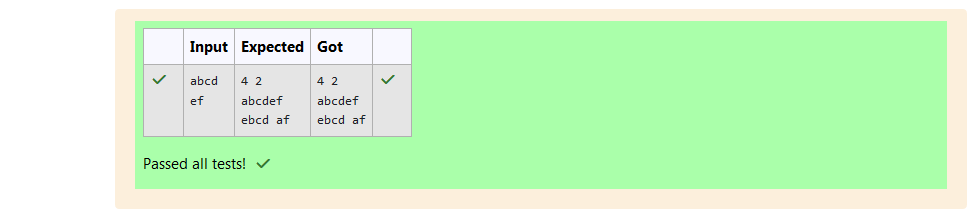 Input Expected Got
abcd 4 2 4 2
ef abcdef abcdef
ebcd af ebcd af
Passed all tests!